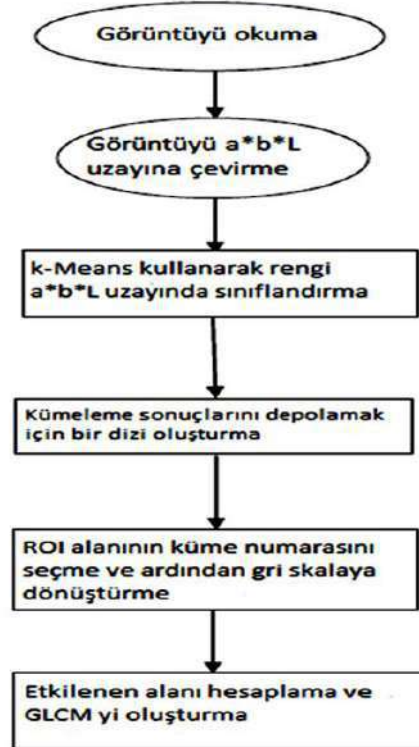 Görüntüyü okuma
Görüntüyü a*b*L
uzayına çevirme
k-Means kullanarak rengi
a*b*L uzayında sınıflandırma
Kümeleme sonuçlarını depolamak
için bir dizi oluşturma
ROI alanının küme numarasını
seçme ve ardından gri skalaya
dönüştürme
Etkilenen alanı hesaplama ve
GLCM yi oluşturma